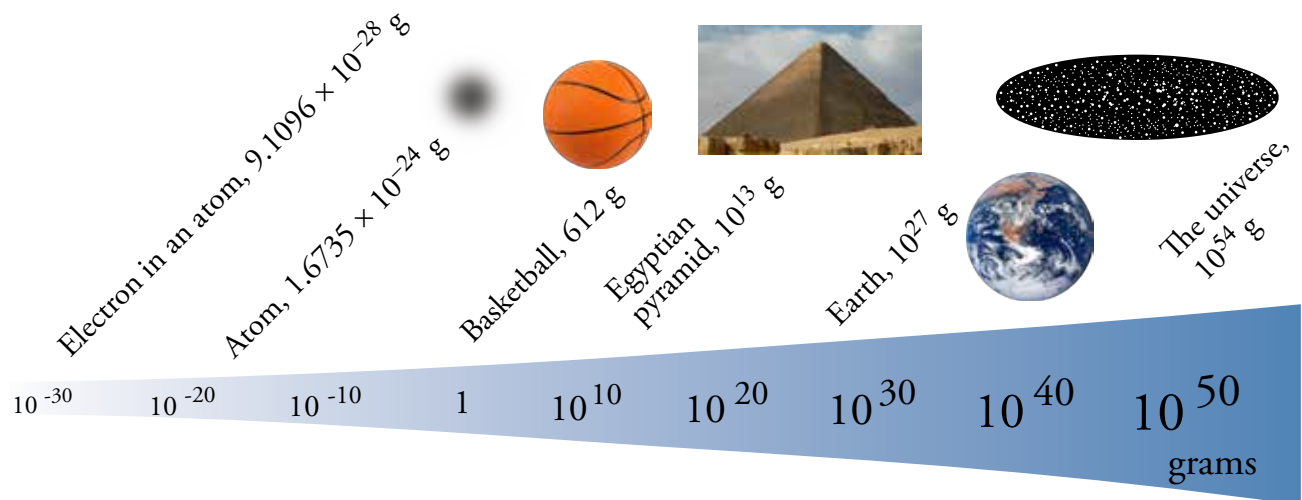 Electron in an atom, 9.1096 × 10⁻²⁸ g
Atom, 1.6735 × 10⁻²⁴ g
Basketball, 612 g
Egyptian
pyramid, 10¹³ g
Earth, 10²⁷ g
The universe,
10⁵⁴ g
10⁻³⁰ 10⁻²⁰ 10⁻¹⁰ 1 10¹⁰ 10²⁰ 10³⁰ 10⁴⁰ 10⁵⁰
grams